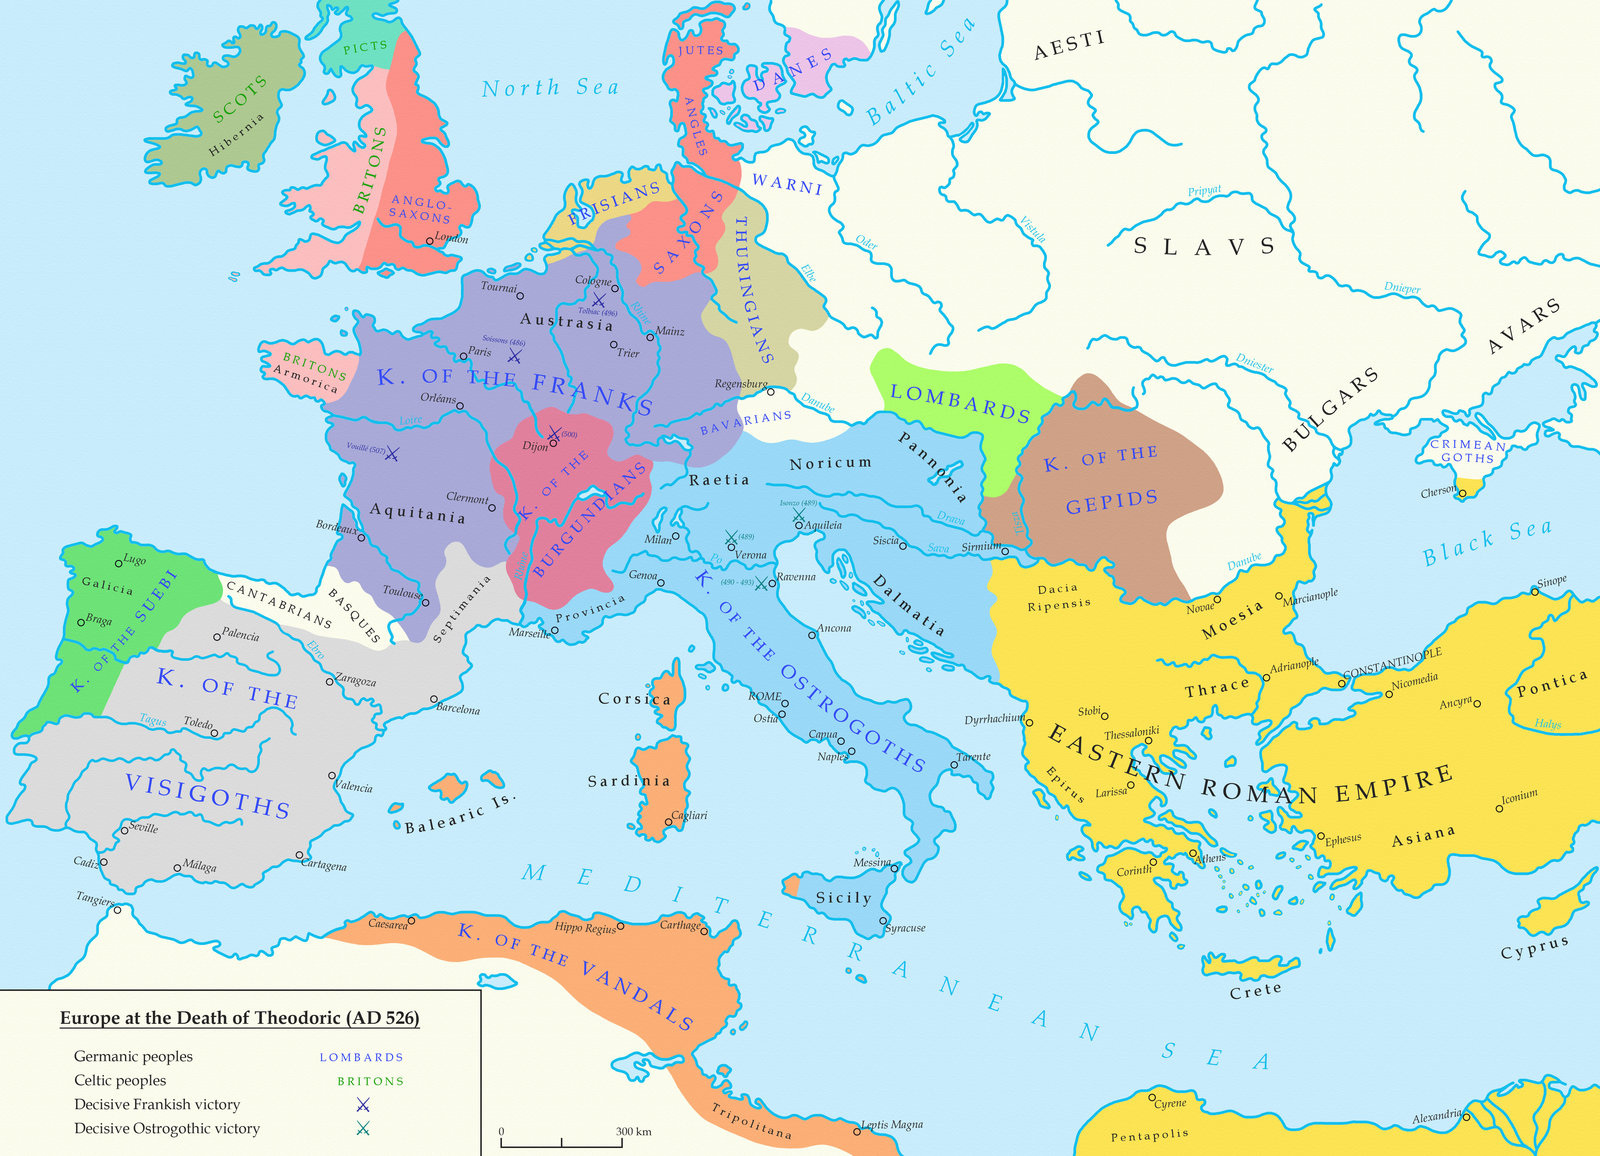 North Sea
Baltic Sea
AESTI
PICTS
SCOTS
Hibernia
BRITONS
ANGLO-
SAXONS
London
JUTES
ANGLES
DANES
WARNI
FRISIANS
SAXONS
THURINGIANS
Oder
Elbe
Vistula
Pripyat
SLAVS
Dnieper
AVARS
Dniester
BULGARS
Tournai
Cologne
Tolbiac (496)
Rhine
Austrasia
Mainz
Trier
Soissons (486)
Paris
K. OF THE FRANKS
BRITONS
Armorica
Orléans
Loire
Regensburg
Danube
BAVARIANS
LOMBARDS
K. OF THE
GEPIDS
Tisza
CRIMEAN
GOTHS
Cherson
Black Sea
Vouillé (507)
(500)
Dijon
K. OF THE
BURGUNDIANS
Rhône
Clermont
Aquitania
Bordeaux
Toulouse
Raetia
Noricum
Pannonia
Drava
Sava
Isonzo (489)
Aquileia
Siscia
Sirmium
Milan
(489)
Verona
Po
Genoa
(490 - 493)
Ravenna
Provincia
Marseille
Septimania
Dalmatia
Ancona
K. OF THE OSTROGOTHS
ROME
Ostia
Capua
Naples
Tarente
Messina
Sicily
Syracuse
Lugo
Galicia
Braga
K. OF THE SUEBI
CANTABRIANS
BASQUES
Palencia
Ebro
Zaragoza
Barcelona
K. OF THE
VISIGOTHS
Tagus
Toledo
Valencia
Seville
Cadiz
Málaga
Cartagena
Tangiers
Balearic Is.
Corsica
Sardinia
Cagliari
MEDITERRANEAN SEA
Caesarea
Hippo Regius
Carthage
K. OF THE VANDALS
Tripolitana
Leptis Magna
Dacia
Ripensis
Danube
Novae
Moesia
Marcianople
Sinope
Thrace
Adrianople
CONSTANTINOPLE
Nicomedia
Ancyra
Pontica
Halys
Dyrrhachium
Stobi
Thessaloniki
EASTERN ROMAN EMPIRE
Epirus
Larissa
Iconium
Asiana
Ephesus
Athens
Corinth
Crete
Cyprus
Cyrene
Pentapolis
Alexandria
Europe at the Death of Theodoric (AD 526)
Germanic peoples LOMBARDS
Celtic peoples BRITONS
Decisive Frankish victory
Decisive Ostrogothic victory
0 300 km